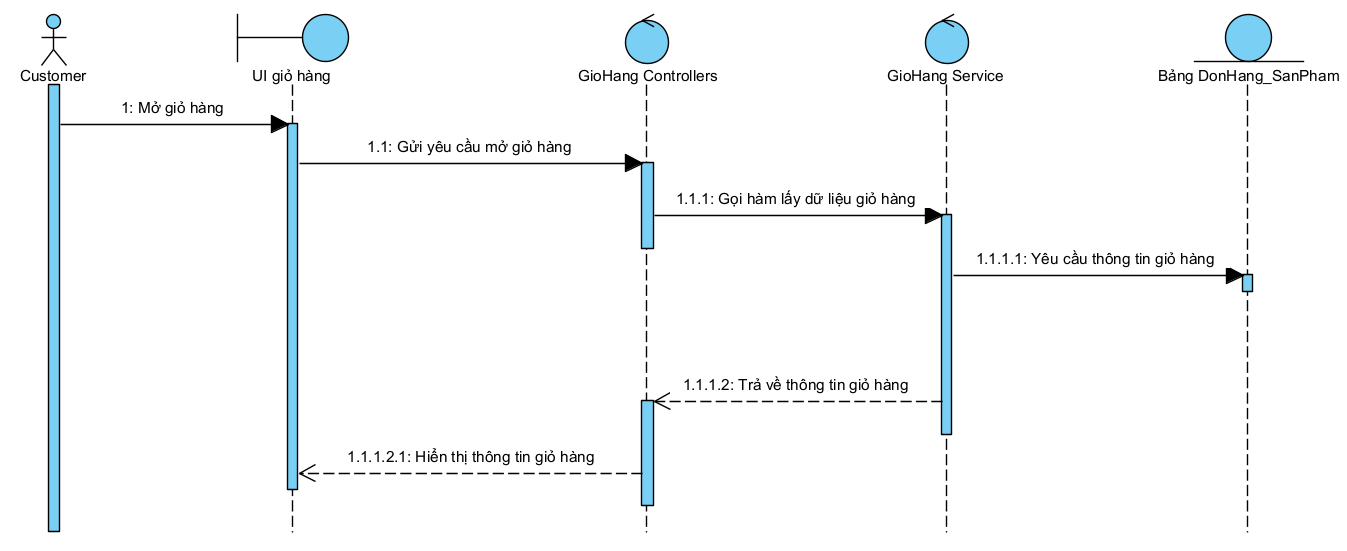 Customer
UI giỏ hàng
GioHang Controllers
GioHang Service
Bảng DonHang_SanPham
1: Mở giỏ hàng
1.1: Gửi yêu cầu mở giỏ hàng
1.1.1: Gọi hàm lấy dữ liệu giỏ hàng
1.1.1.1: Yêu cầu thông tin giỏ hàng
1.1.1.2: Trả về thông tin giỏ hàng
1.1.1.2.1: Hiển thị thông tin giỏ hàng